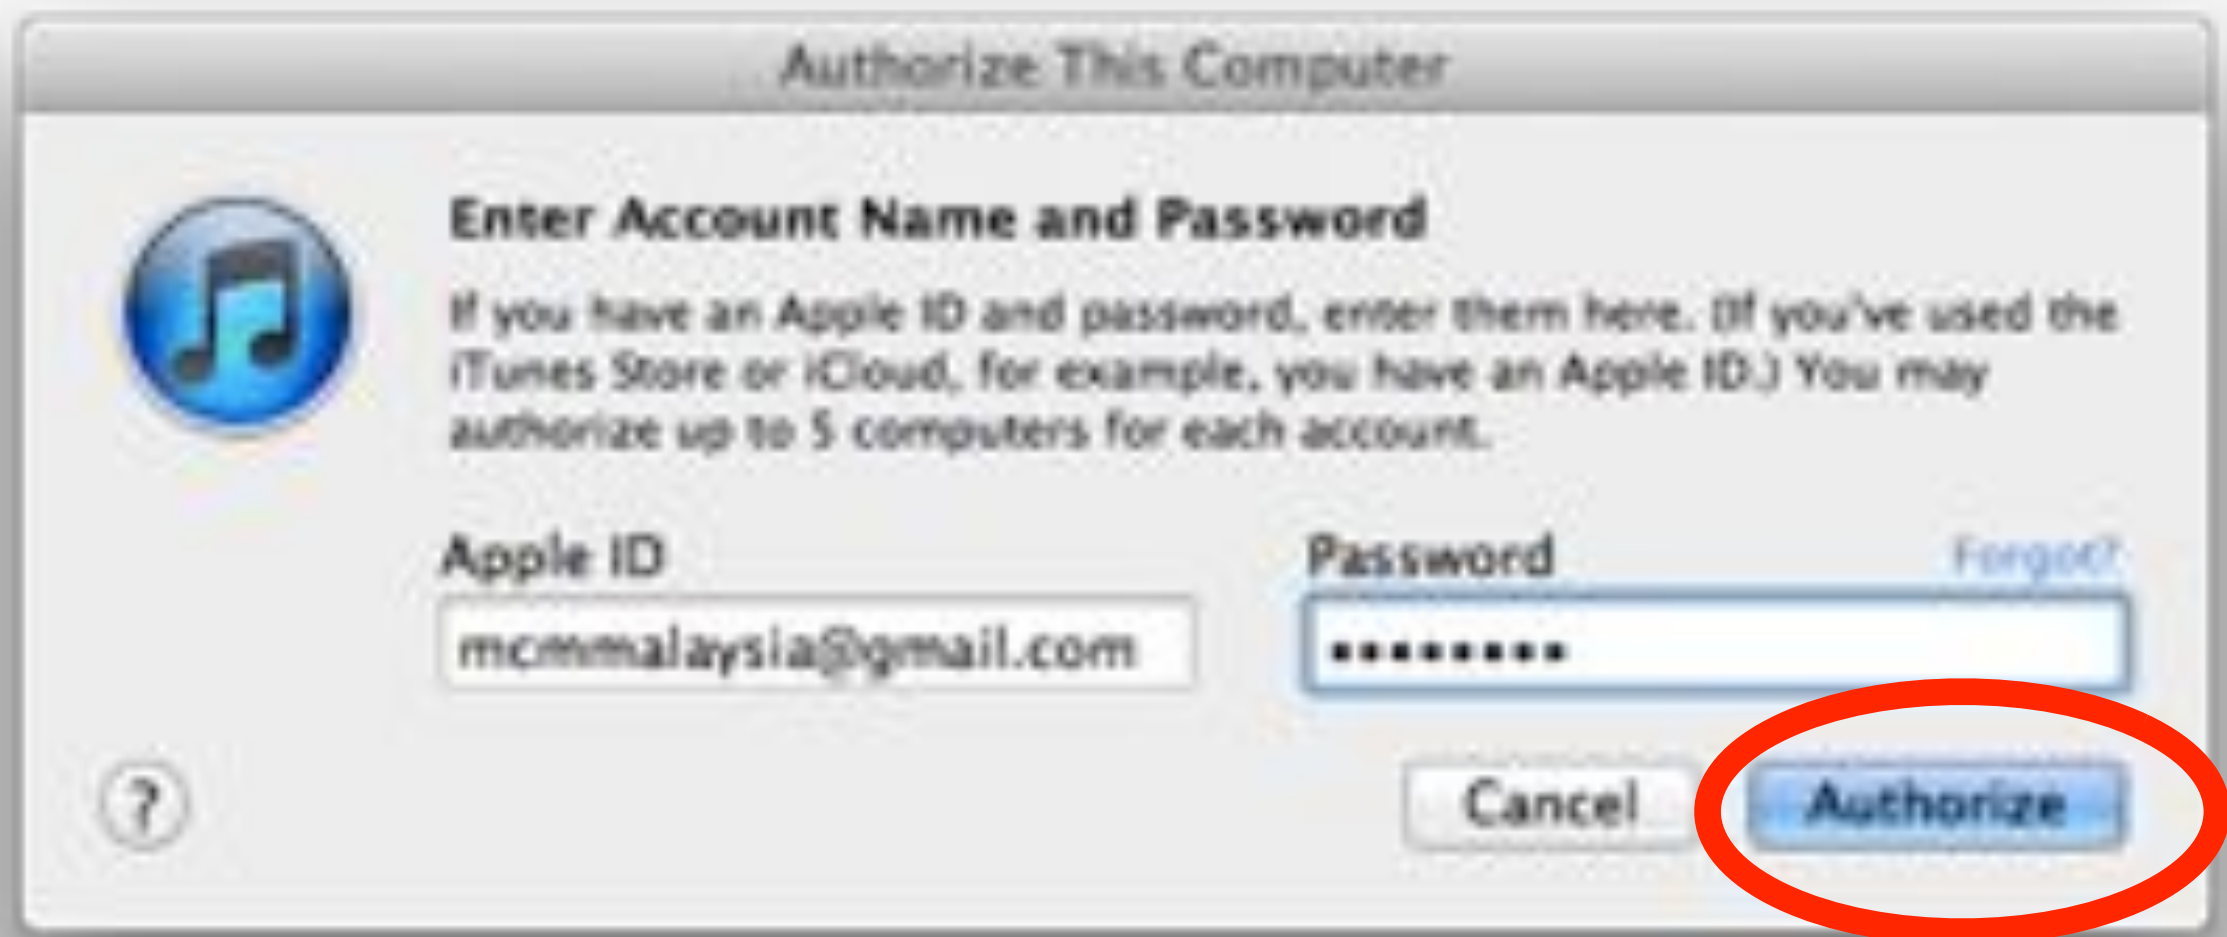 Authorize This Computer
Enter Account Name and Password
If you have an Apple ID and password, enter them here. (If you've used the
iTunes Store or iCloud, for example, you have an Apple ID.) You may
authorize up to 5 computers for each account.
Apple ID
Password Forgot?
mcmmalaysia@gmail.com ••••••••
? Cancel Authorize